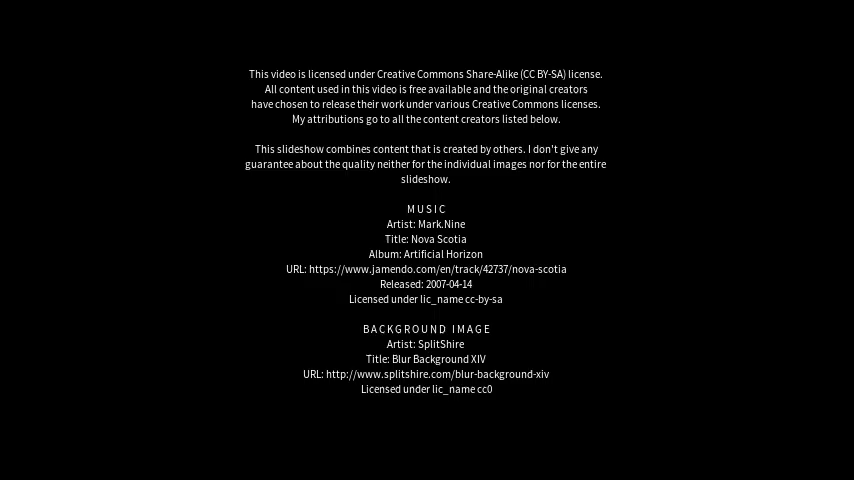 This video is licensed under Creative Commons Share-Alike (CC BY-SA) license.
All content used in this video is free available and the original creators
have chosen to release their work under various Creative Commons licenses.
My attributions go to all the content creators listed below.
This slideshow combines content that is created by others. I don't give any
guarantee about the quality neither for the individual images nor for the entire
slideshow.
MUSIC
Artist: Mark.Nine
Title: Nova Scotia
Album: Artificial Horizon
URL: https://www.jamendo.com/en/track/42737/nova-scotia
Released: 2007-04-14
Licensed under lic_name cc-by-sa
BACKGROUND IMAGE
Artist: SplitShire
Title: Blur Background XIV
URL: http://www.splitshire.com/blur-background-xiv
Licensed under lic_name cc0